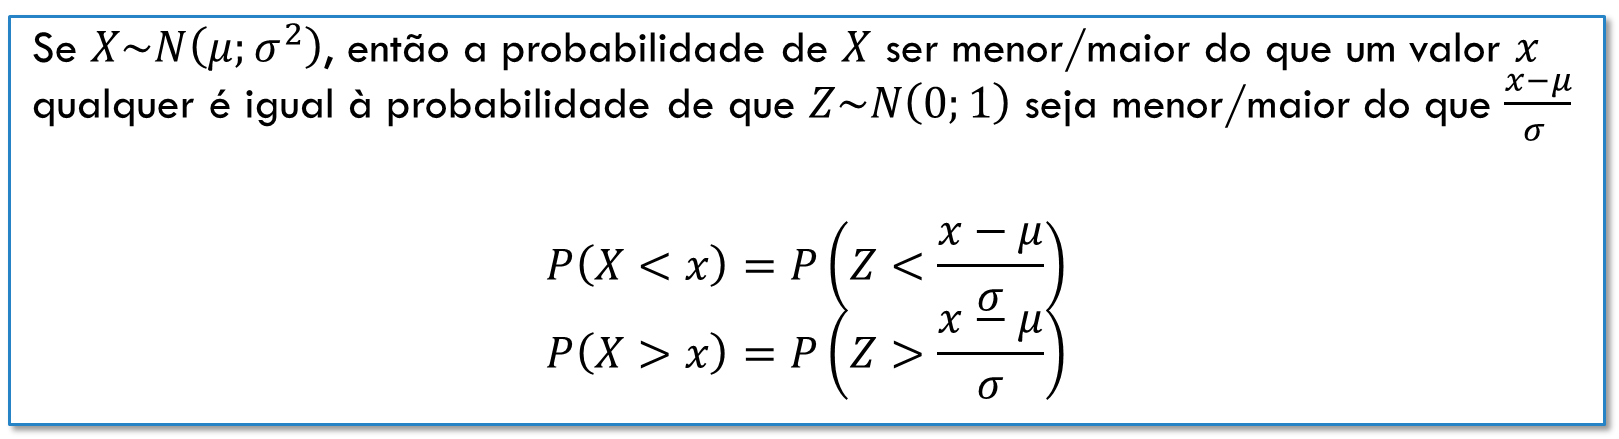 Se X~N(μ; σ²), então a probabilidade de X ser menor/maior do que um valor x
qualquer é igual à probabilidade de que Z~N(0; 1) seja menor/maior do que (x−μ)/σ
P(X < x) = P(Z < (x − μ)/σ)
P(X > x) = P(Z > (x − μ)/σ)